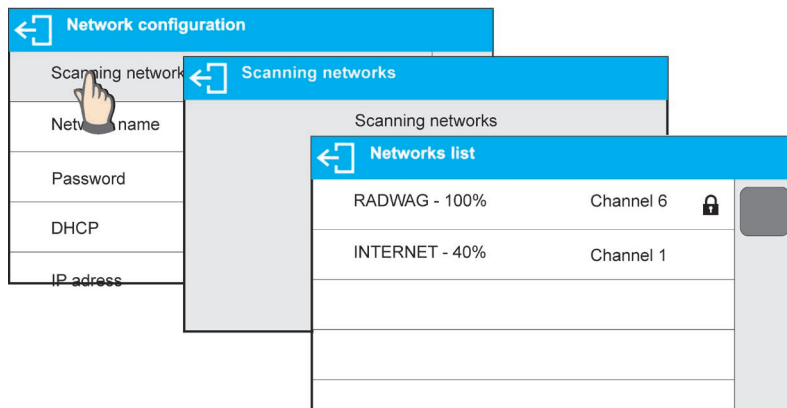 Network configuration
Scanning network
Network name
Password
DHCP
IP adress
Scanning networks
Scanning networks
Networks list
RADWAG - 100% Channel 6
INTERNET - 40% Channel 1